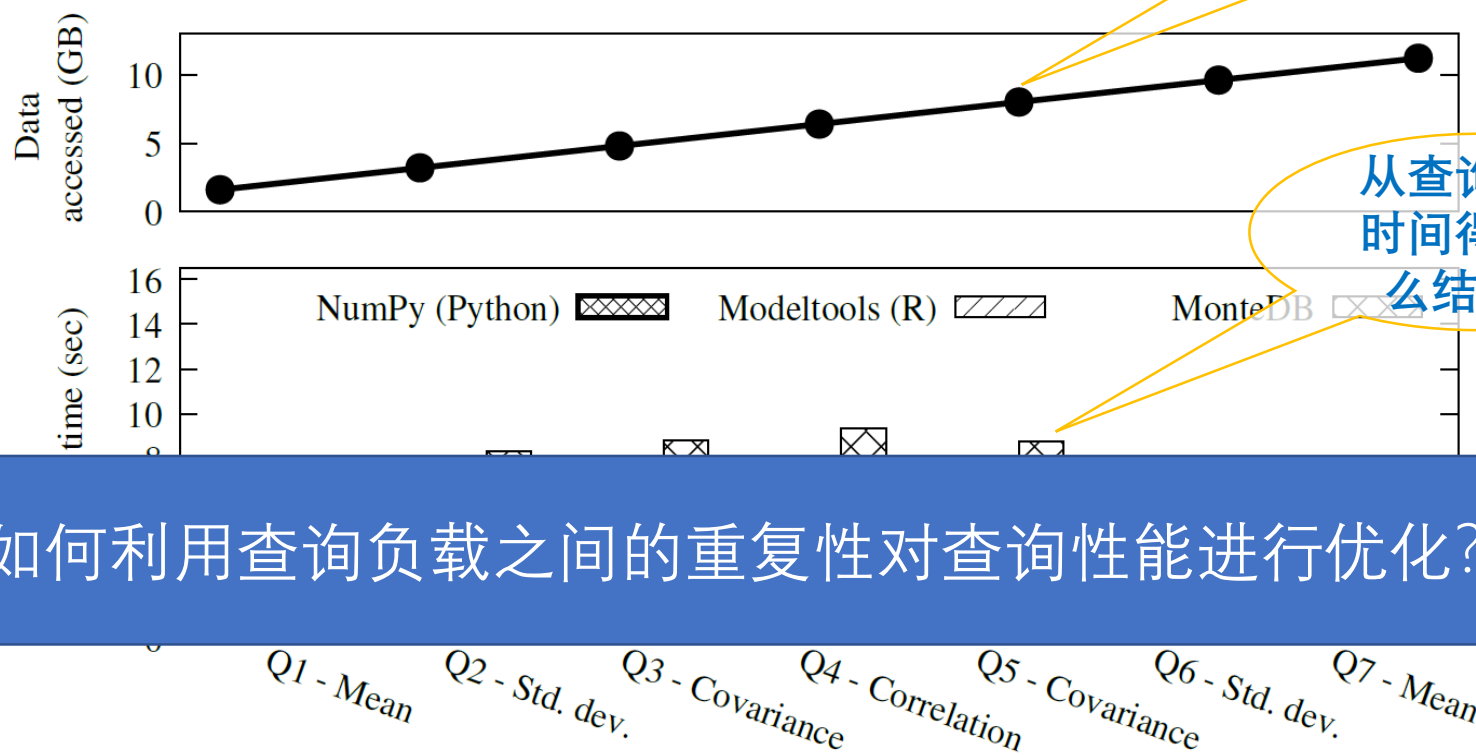 Data
accessed (GB)
10
5
0
从查
时间
么结
16
14
12
10
time (sec)
NumPy (Python)
Modeltools (R)
MonteDB
如何利用查询负载之间的重复性对查询性能进行优化？
Q1 - Mean
Q2 - Std. dev.
Q3 - Covariance
Q4 - Correlation
Q5 - Covariance
Q6 - Std. dev.
Q7 - Mean